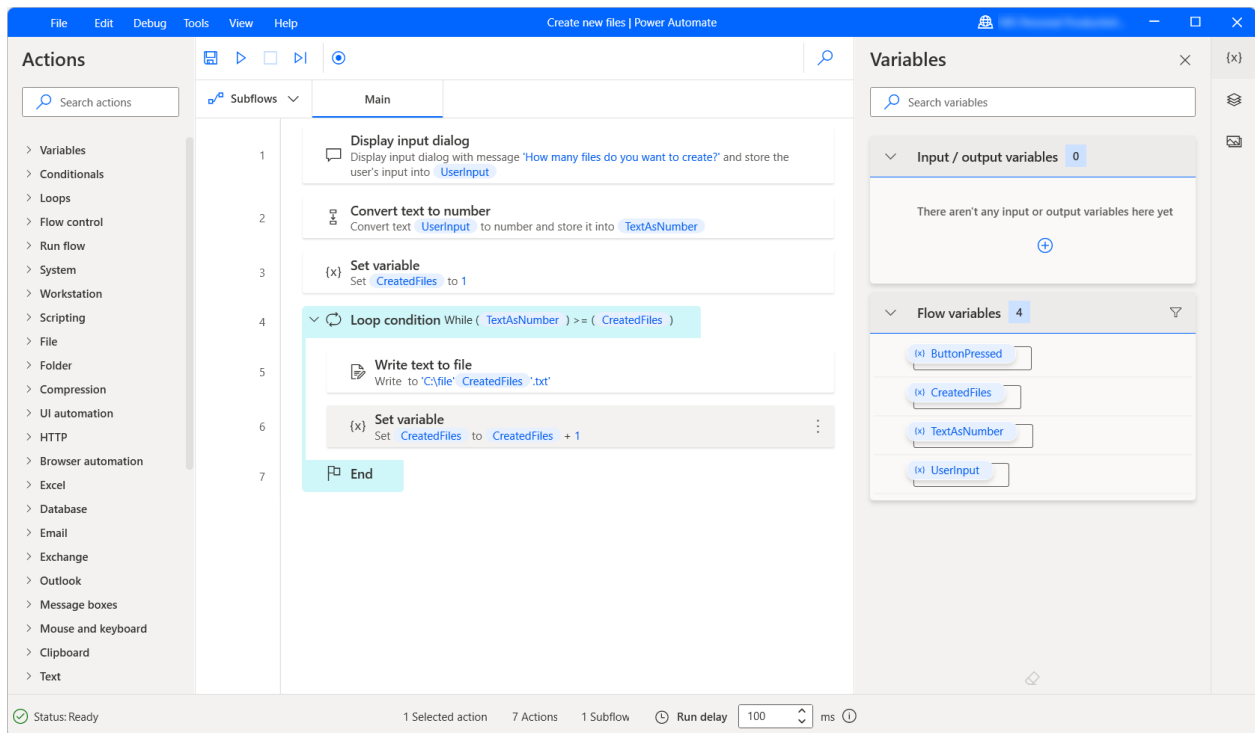 File Edit Debug Tools View Help
Create new files | Power Automate
Actions
Search actions
Variables
Conditionals
Loops
Flow control
Run flow
System
Workstation
Scripting
File
Folder
Compression
UI automation
HTTP
Browser automation
Excel
Database
Email
Exchange
Outlook
Message boxes
Mouse and keyboard
Clipboard
Text
Subflows
Main
1
Display input dialog
Display input dialog with message 'How many files do you want to create?' and store the
user's input into UserInput
2
Convert text to number
Convert text UserInput to number and store it into TextAsNumber
3
{x} Set variable
Set CreatedFiles to 1
4
Loop condition While ( TextAsNumber ) >= ( CreatedFiles )
5
Write text to file
Write to 'C:\file' CreatedFiles '.txt'
6
{x} Set variable
Set CreatedFiles to CreatedFiles + 1
7
End
Variables
{x}
Search variables
Input / output variables 0
There aren't any input or output variables here yet
Flow variables 4
{x} ButtonPressed
{x} CreatedFiles
{x} TextAsNumber
{x} UserInput
Status: Ready
1 Selected action 7 Actions 1 Subflow Run delay 100 ms